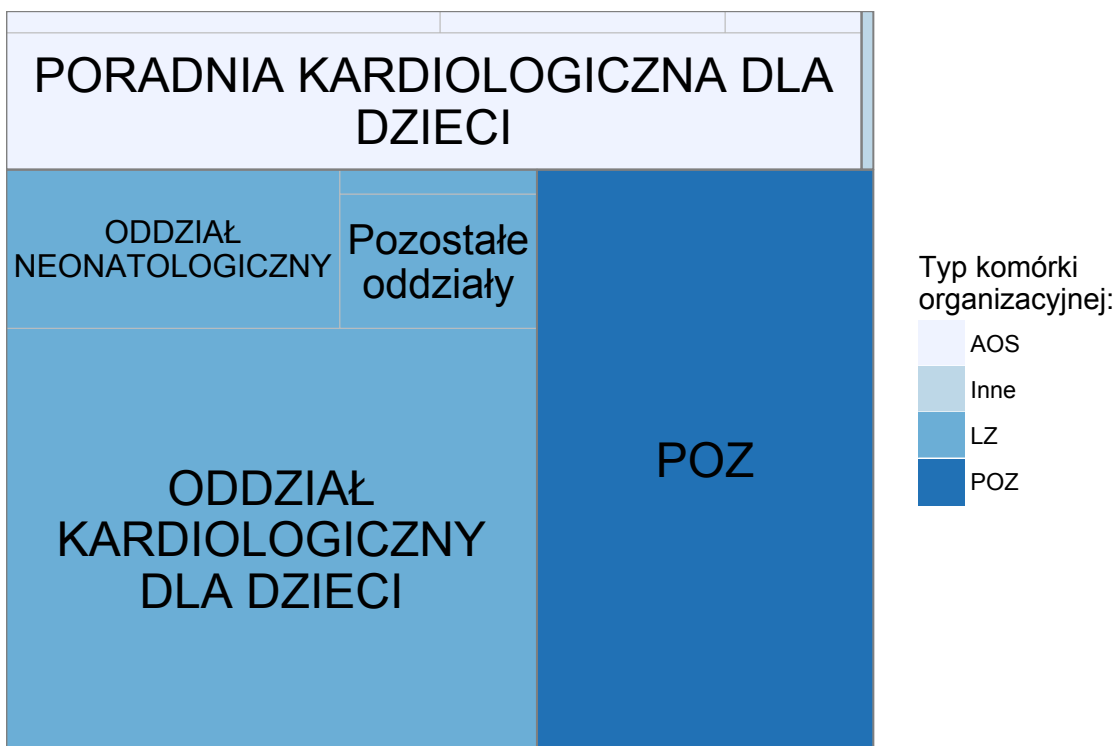 PORADNIA KARDIOLOGICZNA DLA
DZIECI
ODDZIAŁ
NEONATOLOGICZNY
Pozostałe
oddziały
ODDZIAŁ
KARDIOLOGICZNY
DLA DZIECI
POZ
Typ komórki
organizacyjnej:
AOS
Inne
LZ
POZ